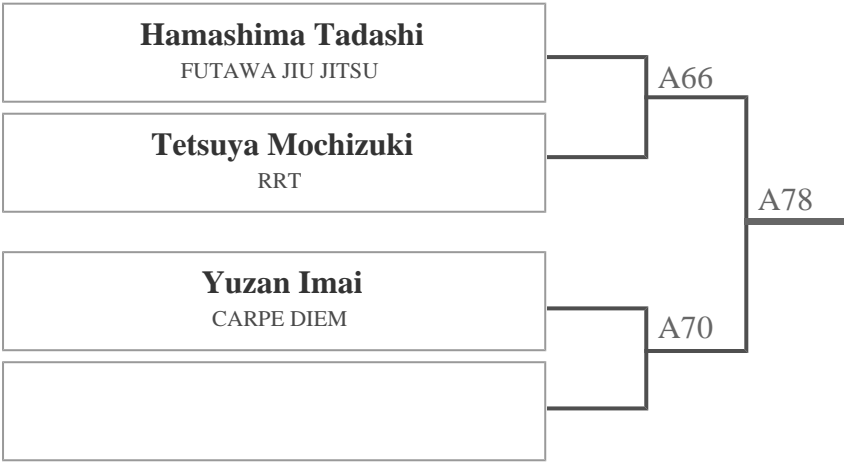 Hamashima Tadashi
FUTAWA JIU JITSU
A66
Tetsuya Mochizuki
RRT
A78
Yuzan Imai
CARPE DIEM
A70